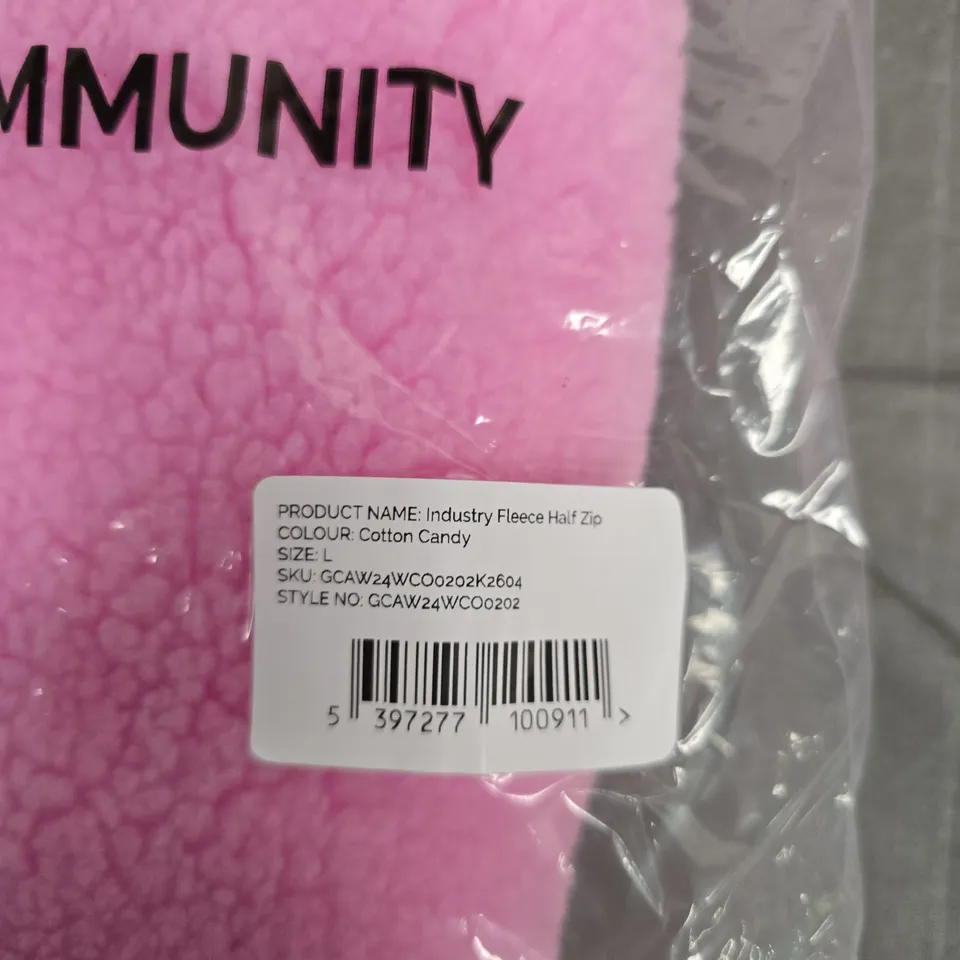 MMUNITY
PRODUCT NAME: Industry Fleece Half Zip
COLOUR: Cotton Candy
SIZE: L
SKU: GCAW24WCO0202K2604
STYLE NO: GCAW24WCO0202
5 397277 100911 >